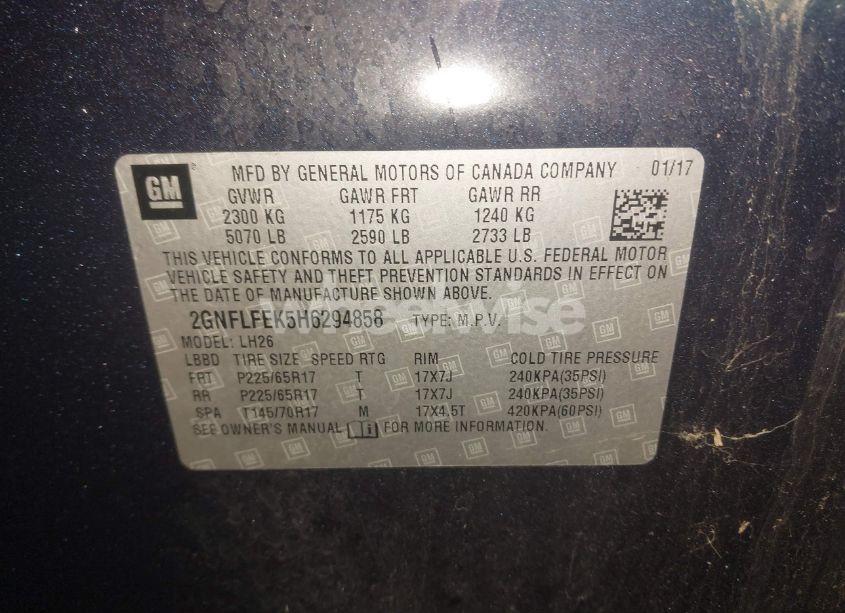 GM MFD BY GENERAL MOTORS OF CANADA COMPANY 01/17
GVWR GAWR FRT GAWR RR
2300 KG 1175 KG 1240 KG
5070 LB 2590 LB 2733 LB
THIS VEHICLE CONFORMS TO ALL APPLICABLE U.S. FEDERAL MOTOR
VEHICLE SAFETY AND THEFT PREVENTION STANDARDS IN EFFECT ON
THE DATE OF MANUFACTURE SHOWN ABOVE.
2GNFLFEK5H6294858 TYPE: M.P.V.
MODEL: LH26
LBBD TIRE SIZE SPEED RTG RIM COLD TIRE PRESSURE
FRT P225/65R17 T 17X7J 240KPA(35PSI)
RR P225/65R17 T 17X7J 240KPA(35PSI)
SPA T145/70R17 M 17X4.5T 420KPA(60PSI)
SEE OWNER'S MANUAL i FOR MORE INFORMATION.
wheelwise